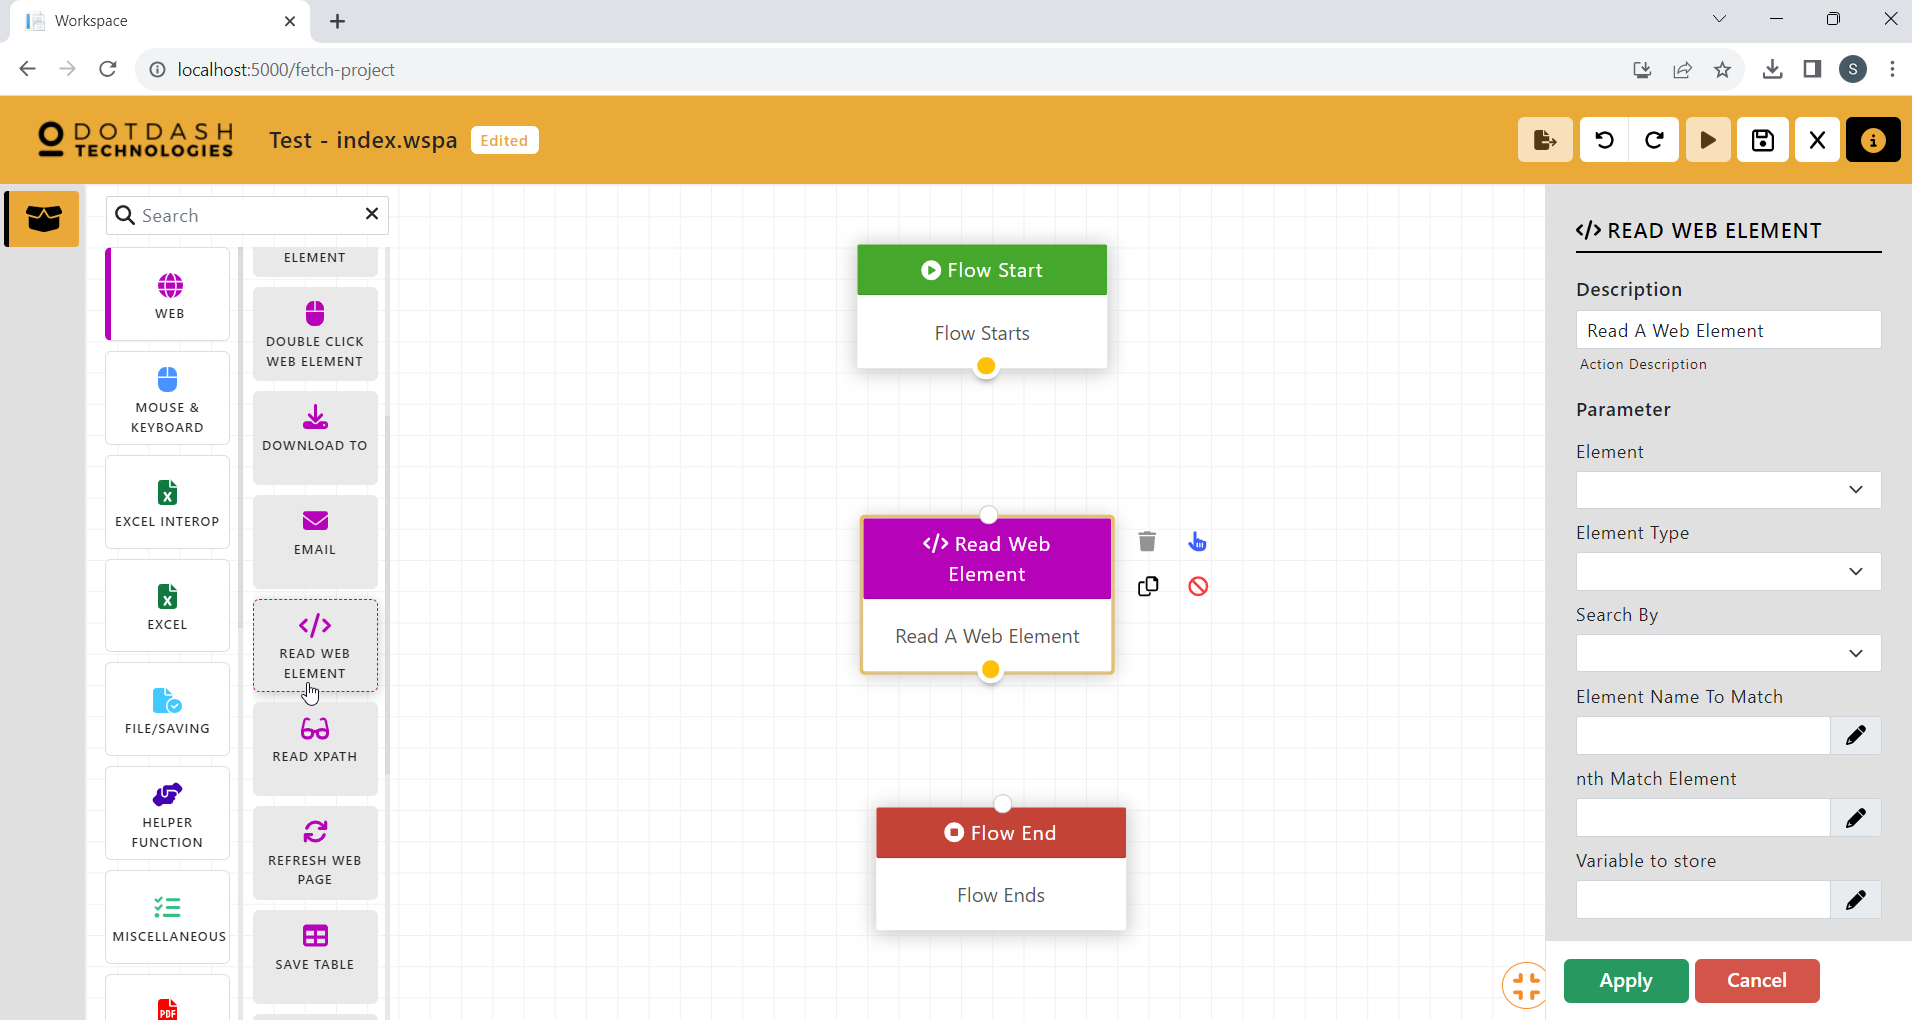 Workspace
localhost:5000/fetch-project
S
DOTDASH
TECHNOLOGIES
Test - index.wspa
Edited
Search
WEB
MOUSE &
KEYBOARD
EXCEL INTEROP
EXCEL
FILE/SAVING
HELPER
FUNCTION
MISCELLANEOUS
PDF
ELEMENT
DOUBLE CLICK
WEB ELEMENT
DOWNLOAD TO
EMAIL
READ WEB
ELEMENT
READ XPATH
REFRESH WEB
PAGE
SAVE TABLE
Flow Start
Flow Starts
</> Read Web
Element
Read A Web Element
Flow End
Flow Ends
</> READ WEB ELEMENT
Description
Read A Web Element
Action Description
Parameter
Element
Element Type
Search By
Element Name To Match
nth Match Element
Variable to store
Apply
Cancel